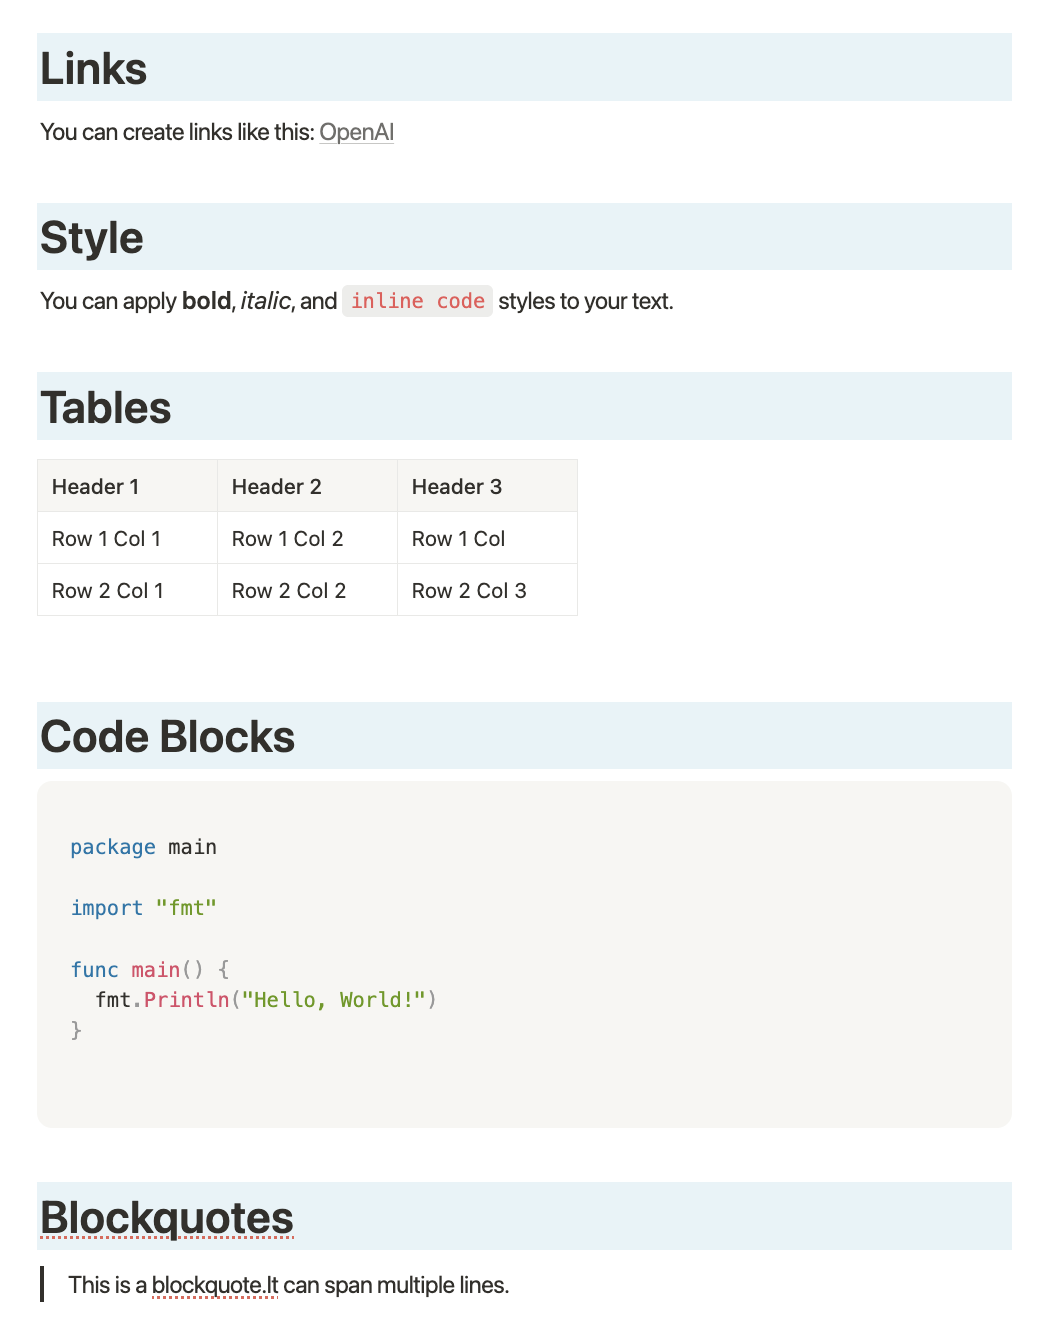 Links
You can create links like this: OpenAI
Style
You can apply bold, italic, and inline code styles to your text.
Tables
Header 1 Header 2 Header 3
Row 1 Col 1 Row 1 Col 2 Row 1 Col
Row 2 Col 1 Row 2 Col 2 Row 2 Col 3
Code Blocks
package main
import "fmt"
func main() {
  fmt.Println("Hello, World!")
}
Blockquotes
This is a blockquote.It can span multiple lines.